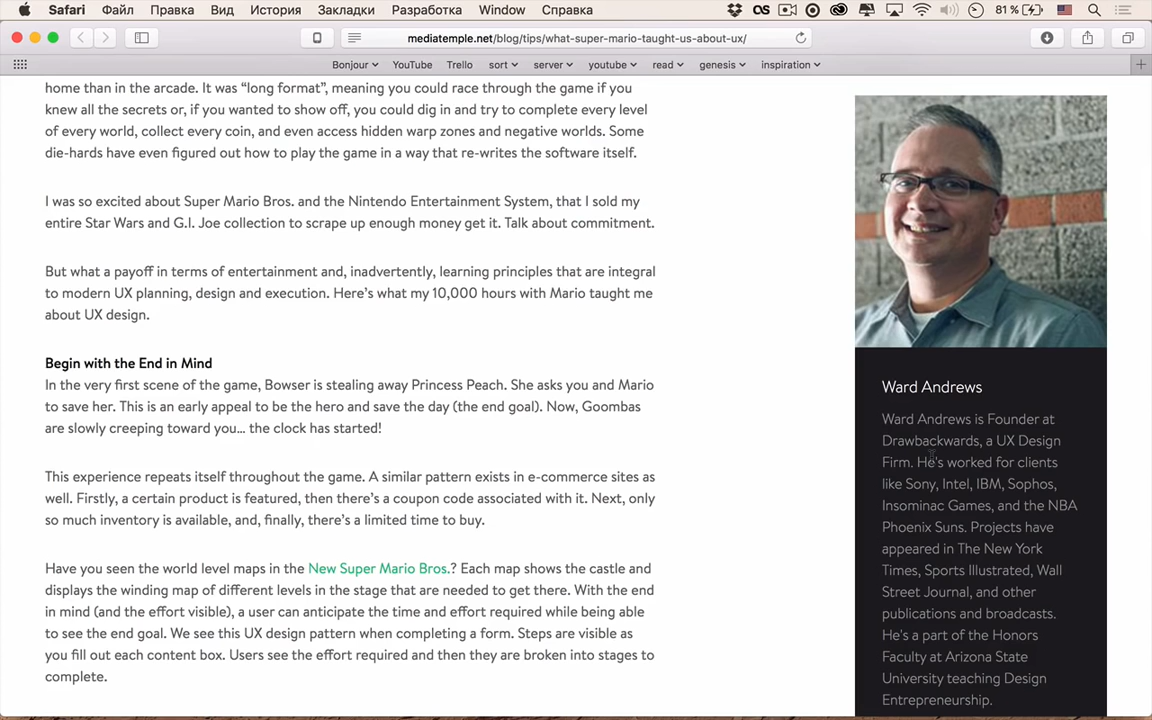 Safari Файл Правка Вид История Закладки Разработка Window Справка 81 %
mediatemple.net/blog/tips/what-super-mario-taught-us-about-ux/
Bonjour YouTube Trello sort server youtube read genesis inspiration
home than in the arcade. It was “long format”, meaning you could race through the game if you
knew all the secrets or, if you wanted to show off, you could dig in and try to complete every level
of every world, collect every coin, and even access hidden warp zones and negative worlds. Some
die-hards have even figured out how to play the game in a way that re-writes the software itself.
I was so excited about Super Mario Bros. and the Nintendo Entertainment System, that I sold my
entire Star Wars and G.I. Joe collection to scrape up enough money get it. Talk about commitment.
But what a payoff in terms of entertainment and, inadvertently, learning principles that are integral
to modern UX planning, design and execution. Here’s what my 10,000 hours with Mario taught me
about UX design.
Begin with the End in Mind
In the very first scene of the game, Bowser is stealing away Princess Peach. She asks you and Mario
to save her. This is an early appeal to be the hero and save the day (the end goal). Now, Goombas
are slowly creeping toward you… the clock has started!
This experience repeats itself throughout the game. A similar pattern exists in e-commerce sites as
well. Firstly, a certain product is featured, then there’s a coupon code associated with it. Next, only
so much inventory is available, and, finally, there’s a limited time to buy.
Have you seen the world level maps in the New Super Mario Bros.? Each map shows the castle and
displays the winding map of different levels in the stage that are needed to get there. With the end
in mind (and the effort visible), a user can anticipate the time and effort required while being able
to see the end goal. We see this UX design pattern when completing a form. Steps are visible as
you fill out each content box. Users see the effort required and then they are broken into stages to
complete.
Ward Andrews
Ward Andrews is Founder at
Drawbackwards, a UX Design
Firm. He's worked for clients
like Sony, Intel, IBM, Sophos,
Insominac Games, and the NBA
Phoenix Suns. Projects have
appeared in The New York
Times, Sports Illustrated, Wall
Street Journal, and other
publications and broadcasts.
He's a part of the Honors
Faculty at Arizona State
University teaching Design
Entrepreneurship.